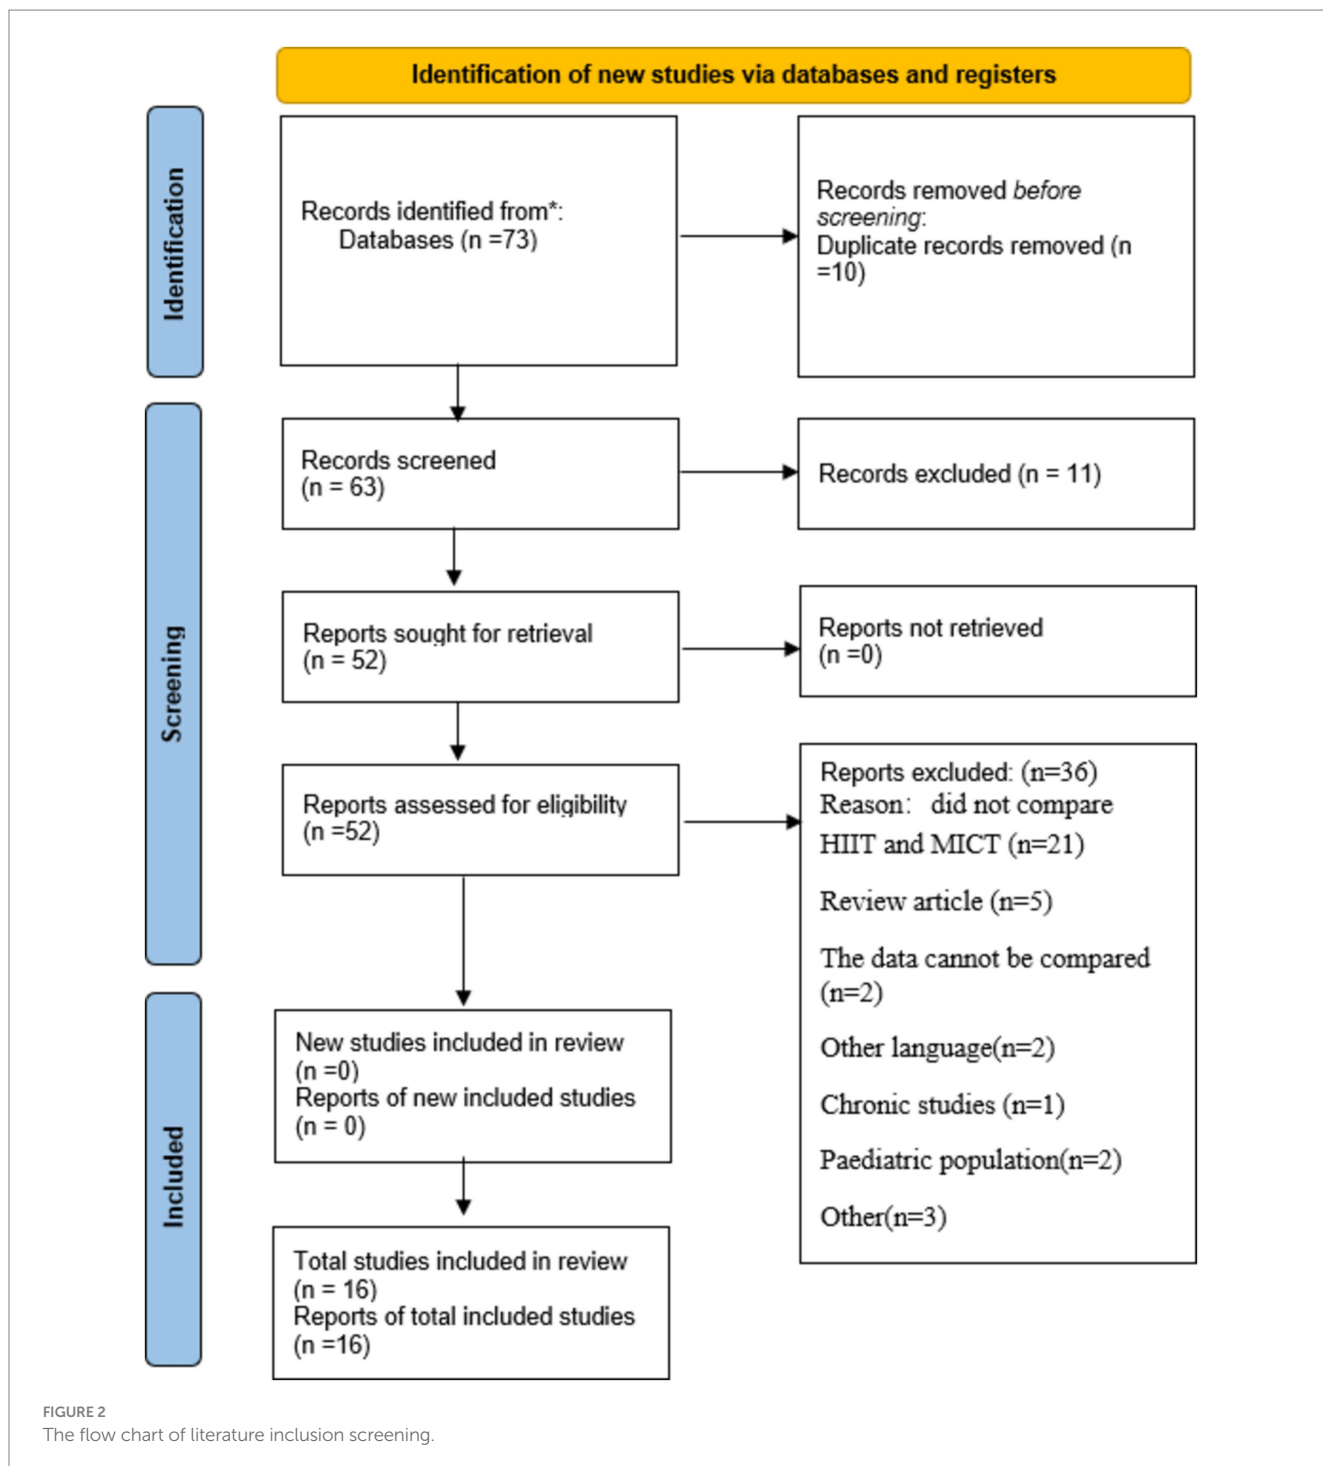 Identification of new studies via databases and registers
Identification
Records identified from*:
Databases (n =73)
Records removed before
screening:
Duplicate records removed (n
=10)
Screening
Records screened
(n = 63)
Records excluded (n = 11)
Reports sought for retrieval
(n = 52)
Reports not retrieved
(n =0)
Reports assessed for eligibility
(n =52)
Reports excluded: (n=36)
Reason: did not compare
HIIT and MICT (n=21)
Review article (n=5)
The data cannot be compared
(n=2)
Other language(n=2)
Chronic studies (n=1)
Paediatric population(n=2)
Other(n=3)
Included
New studies included in review
(n =0)
Reports of new included studies
(n = 0)
Total studies included in review
(n = 16)
Reports of total included studies
(n =16)
FIGURE 2
The flow chart of literature inclusion screening.